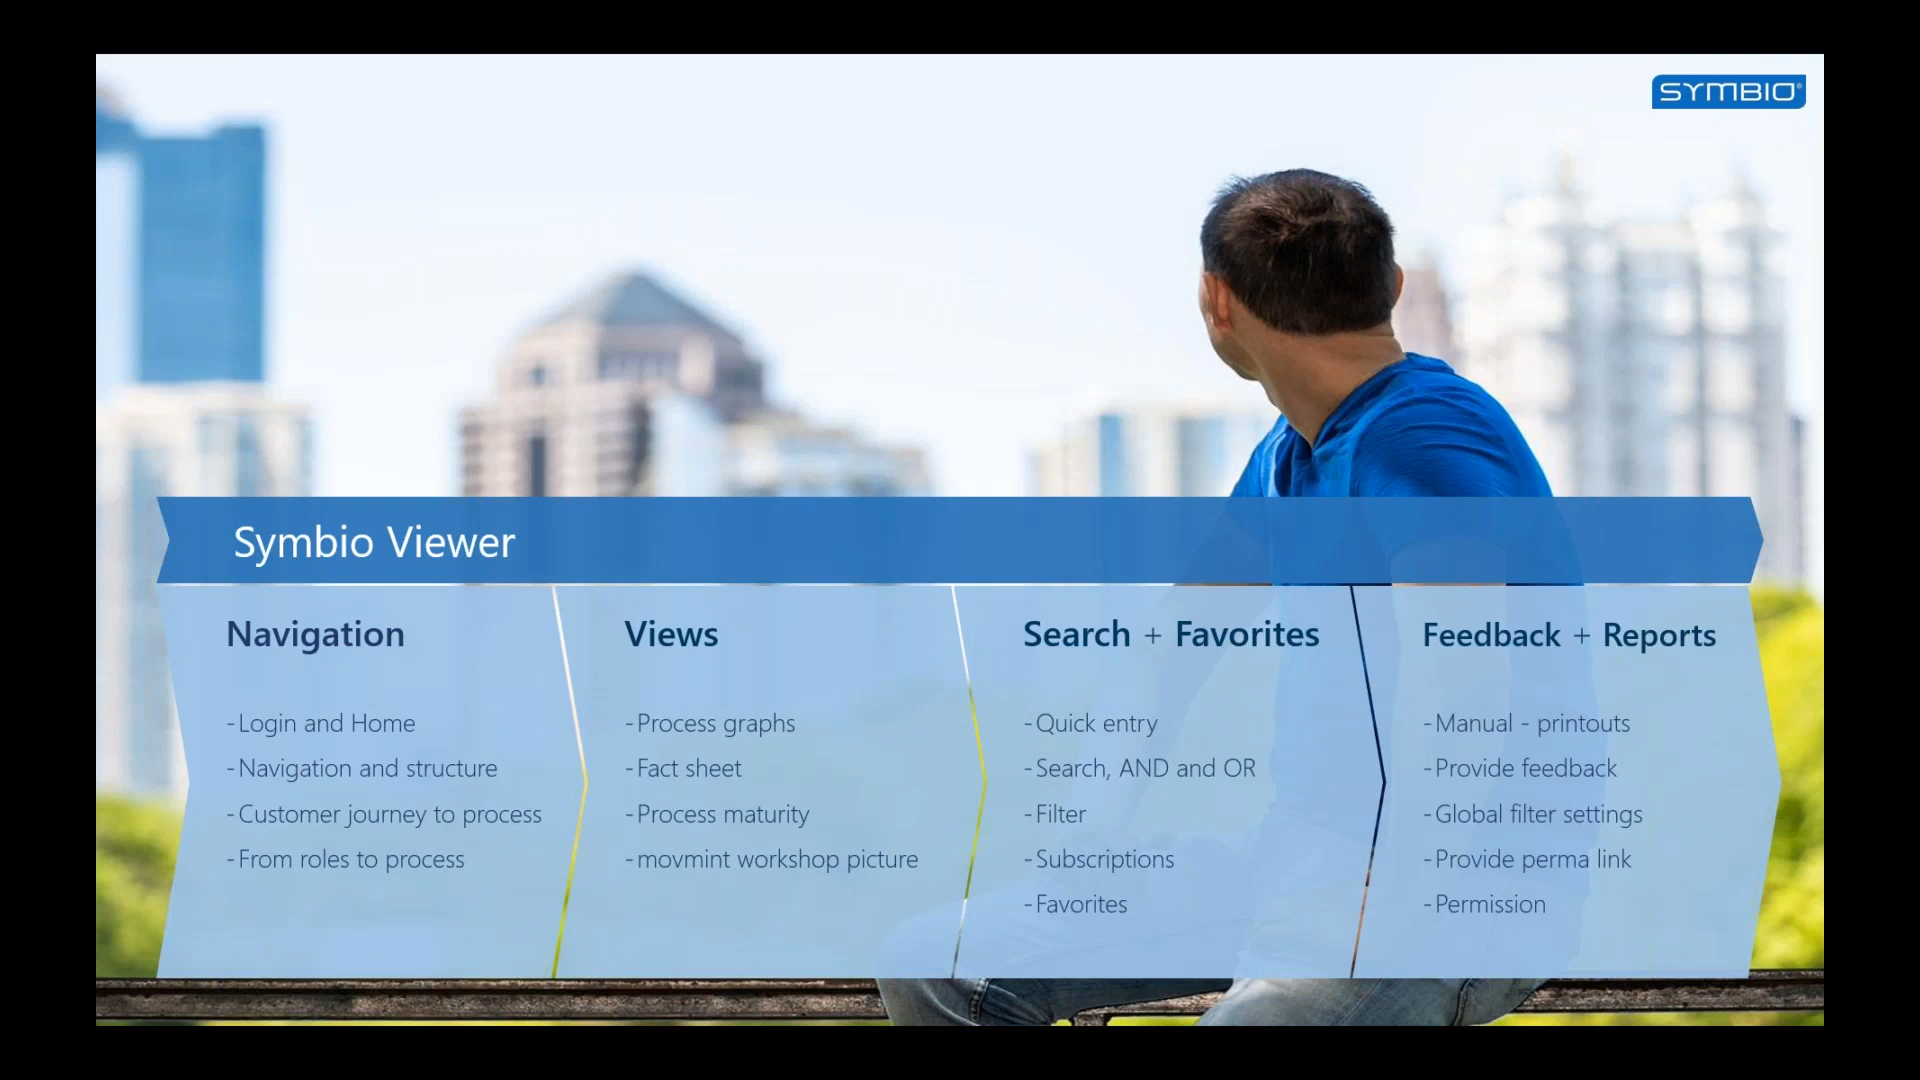 SYMBIO®
Symbio Viewer
Navigation
-Login and Home
-Navigation and structure
-Customer journey to process
-From roles to process
Views
-Process graphs
-Fact sheet
-Process maturity
-movmint workshop picture
Search + Favorites
-Quick entry
-Search, AND and OR
-Filter
-Subscriptions
-Favorites
Feedback + Reports
-Manual - printouts
-Provide feedback
-Global filter settings
-Provide perma link
-Permission